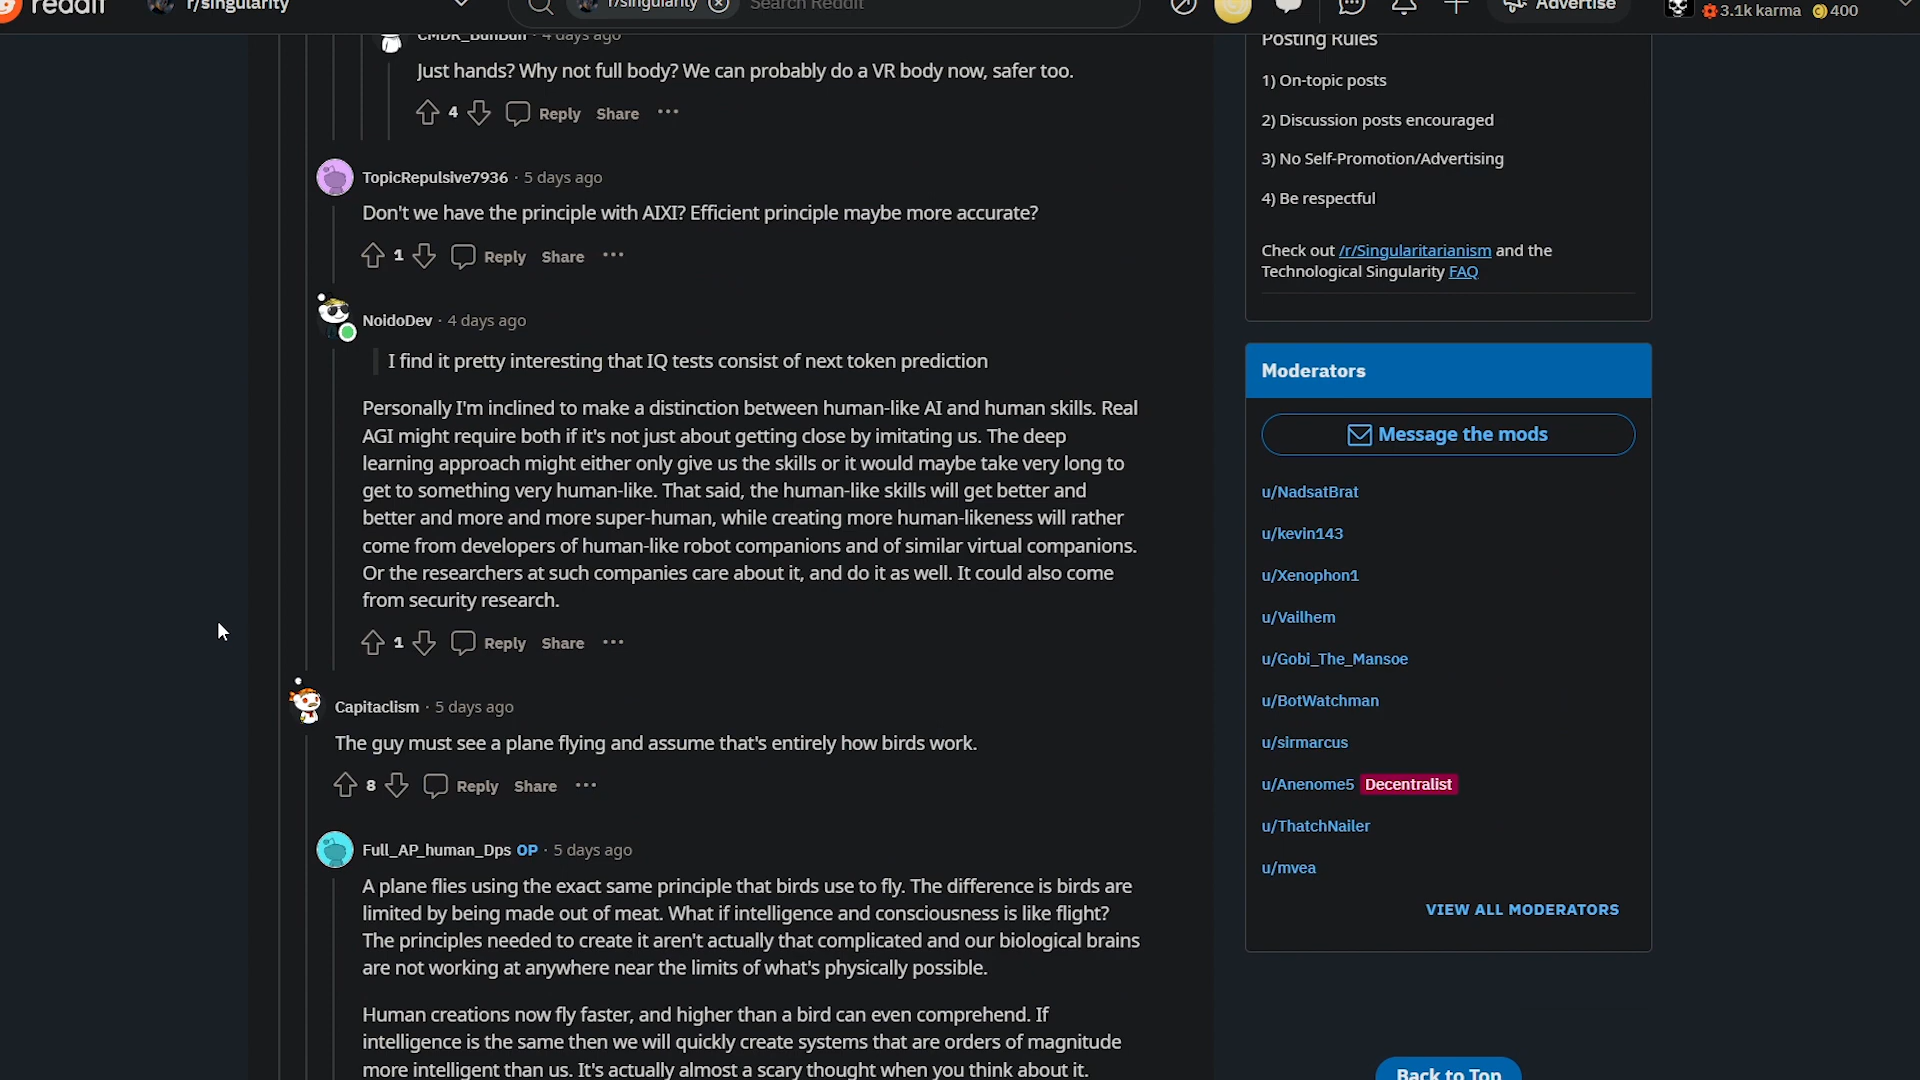 reddit
r/singularity
r/singularity
Search Reddit
Advertise
3.1k karma
400
CMDR_BunBun · 4 days ago
Just hands? Why not full body? We can probably do a VR body now, safer too.
4
Reply
Share
TopicRepulsive7936 · 5 days ago
Don't we have the principle with AIXI? Efficient principle maybe more accurate?
1
Reply
Share
NoidoDev · 4 days ago
I find it pretty interesting that IQ tests consist of next token prediction
Personally I'm inclined to make a distinction between human-like AI and human skills. Real
AGI might require both if it's not just about getting close by imitating us. The deep
learning approach might either only give us the skills or it would maybe take very long to
get to something very human-like. That said, the human-like skills will get better and
better and more and more super-human, while creating more human-likeness will rather
come from developers of human-like robot companions and of similar virtual companions.
Or the researchers at such companies care about it, and do it as well. It could also come
from security research.
1
Reply
Share
Capitaclism · 5 days ago
The guy must see a plane flying and assume that's entirely how birds work.
8
Reply
Share
Full_AP_human_Dps OP · 5 days ago
A plane flies using the exact same principle that birds use to fly. The difference is birds are
limited by being made out of meat. What if intelligence and consciousness is like flight?
The principles needed to create it aren't actually that complicated and our biological brains
are not working at anywhere near the limits of what's physically possible.
Human creations now fly faster, and higher than a bird can even comprehend. If
intelligence is the same then we will quickly create systems that are orders of magnitude
more intelligent than us. It's actually almost a scary thought when you think about it.
Posting Rules
1) On-topic posts
2) Discussion posts encouraged
3) No Self-Promotion/Advertising
4) Be respectful
Check out /r/Singularitarianism and the
Technological Singularity FAQ
Moderators
Message the mods
u/NadsatBrat
u/kevin143
u/Xenophon1
u/Vailhem
u/Gobi_The_Mansoe
u/BotWatchman
u/sirmarcus
u/Anenome5 Decentralist
u/ThatchNailer
u/mvea
VIEW ALL MODERATORS
Back to Top